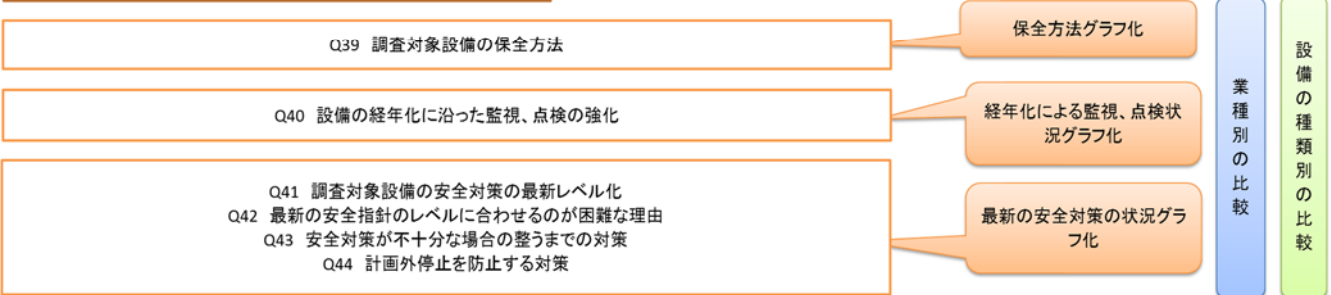 Q39 調査対象設備の保全方法
保全方法グラフ化
Q40 設備の経年化に沿った監視、点検の強化
経年化による監視、点検状
況グラフ化
Q41 調査対象設備の安全対策の最新レベル化
Q42 最新の安全指針のレベルに合わせるのが困難な理由
Q43 安全対策が不十分な場合の整うまでの対策
Q44 計画外停止を防止する対策
最新の安全対策の状況グラ
フ化
業種別の比較
設備の種類別の比較